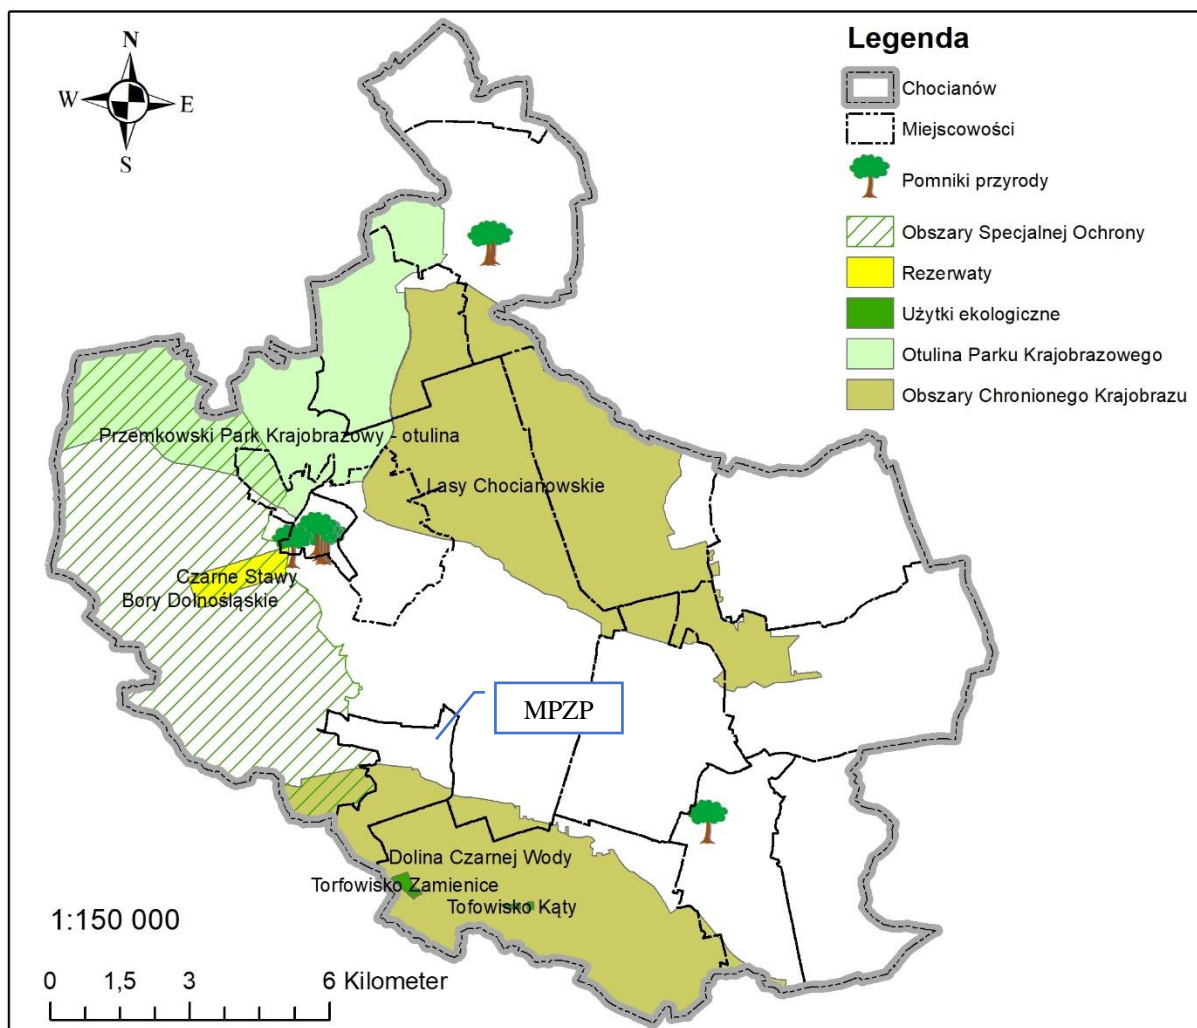 N
W
E
S
Legenda
Chocianów
Miejscowości
Pomniki przyrody
Obszary Specjalnej Ochrony
Rezerwaty
Użytki ekologiczne
Otulina Parku Krajobrazowego
Obszary Chronionego Krajobrazu
Przemkowski Park Krajobrazowy - otulina
Lasy Chocianowskie
Czarne Stawy
Bory Dolnośląskie
MPZP
Dolina Czarnej Wody
Torfowisko Zamienice
Tofowisko Kąty
1:150 000
0 1,5 3 6 Kilometer